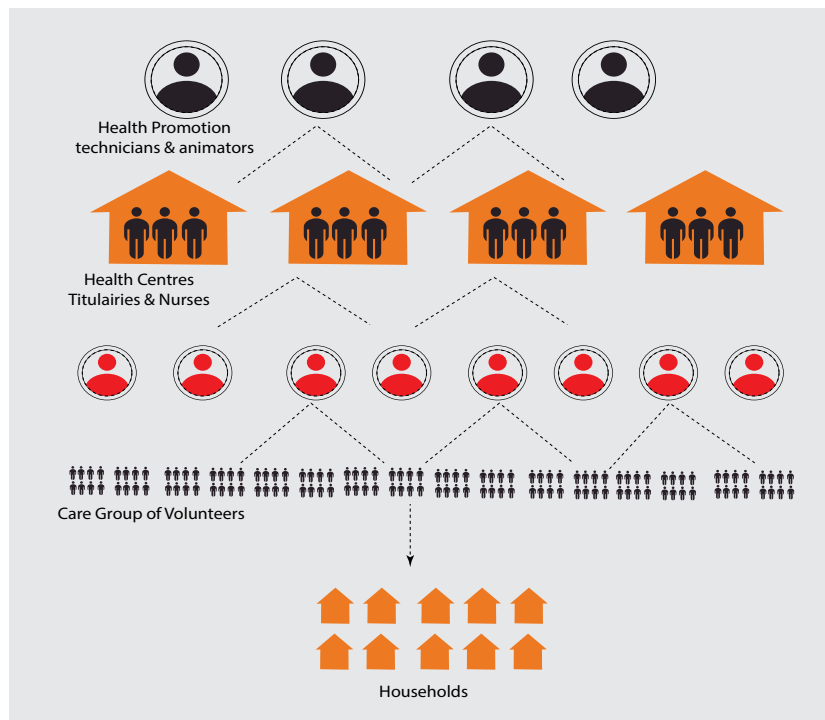 Health Promotion
technicians & animators
Health Centres
Titulairies & Nurses
Care Group of Volunteers
Households